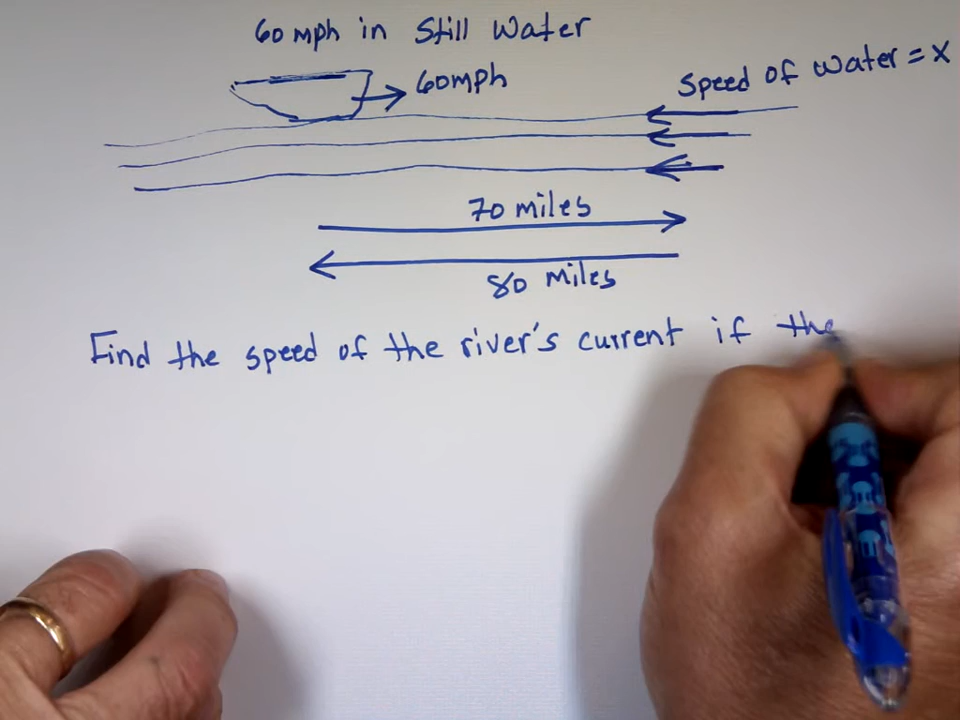 60 mph in Still Water
60mph
Speed of Water = X
70 miles
80 miles
Find the speed of the river's current if the